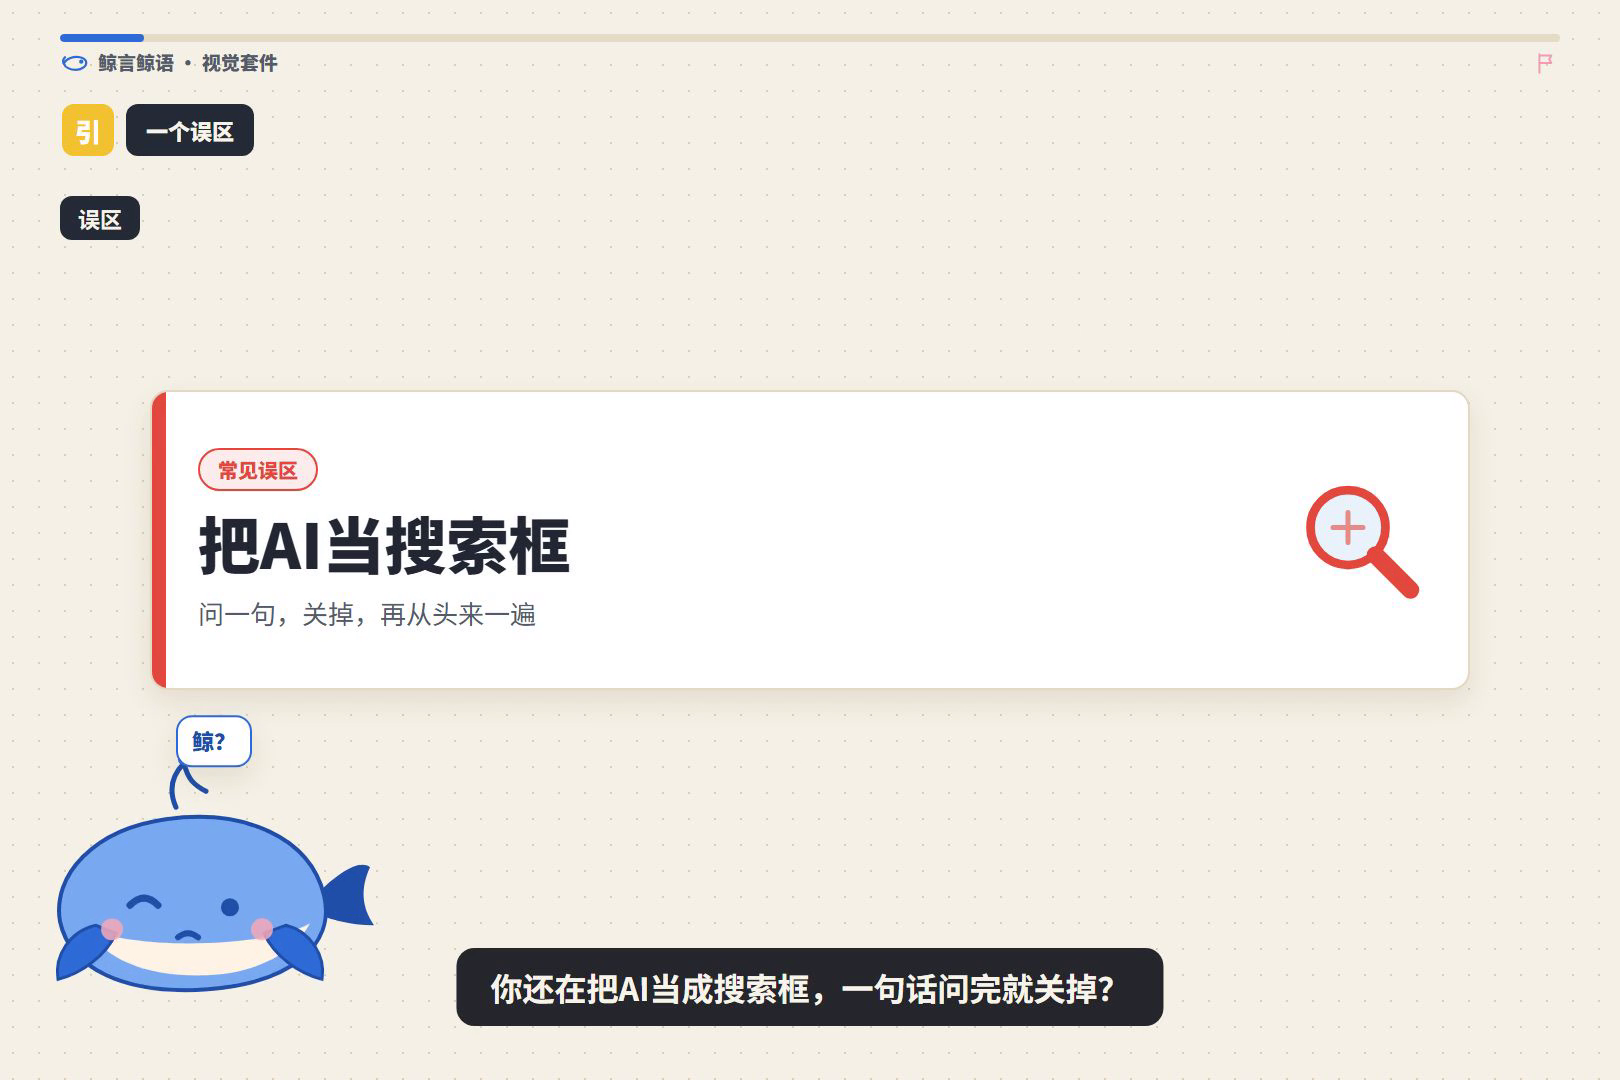 鲸言鲸语 • 视觉套件
引 一个误区
误区
常见误区
把AI当搜索框
问一句，关掉，再从头来一遍
鲸？
你还在把AI当成搜索框，一句话问完就关掉？